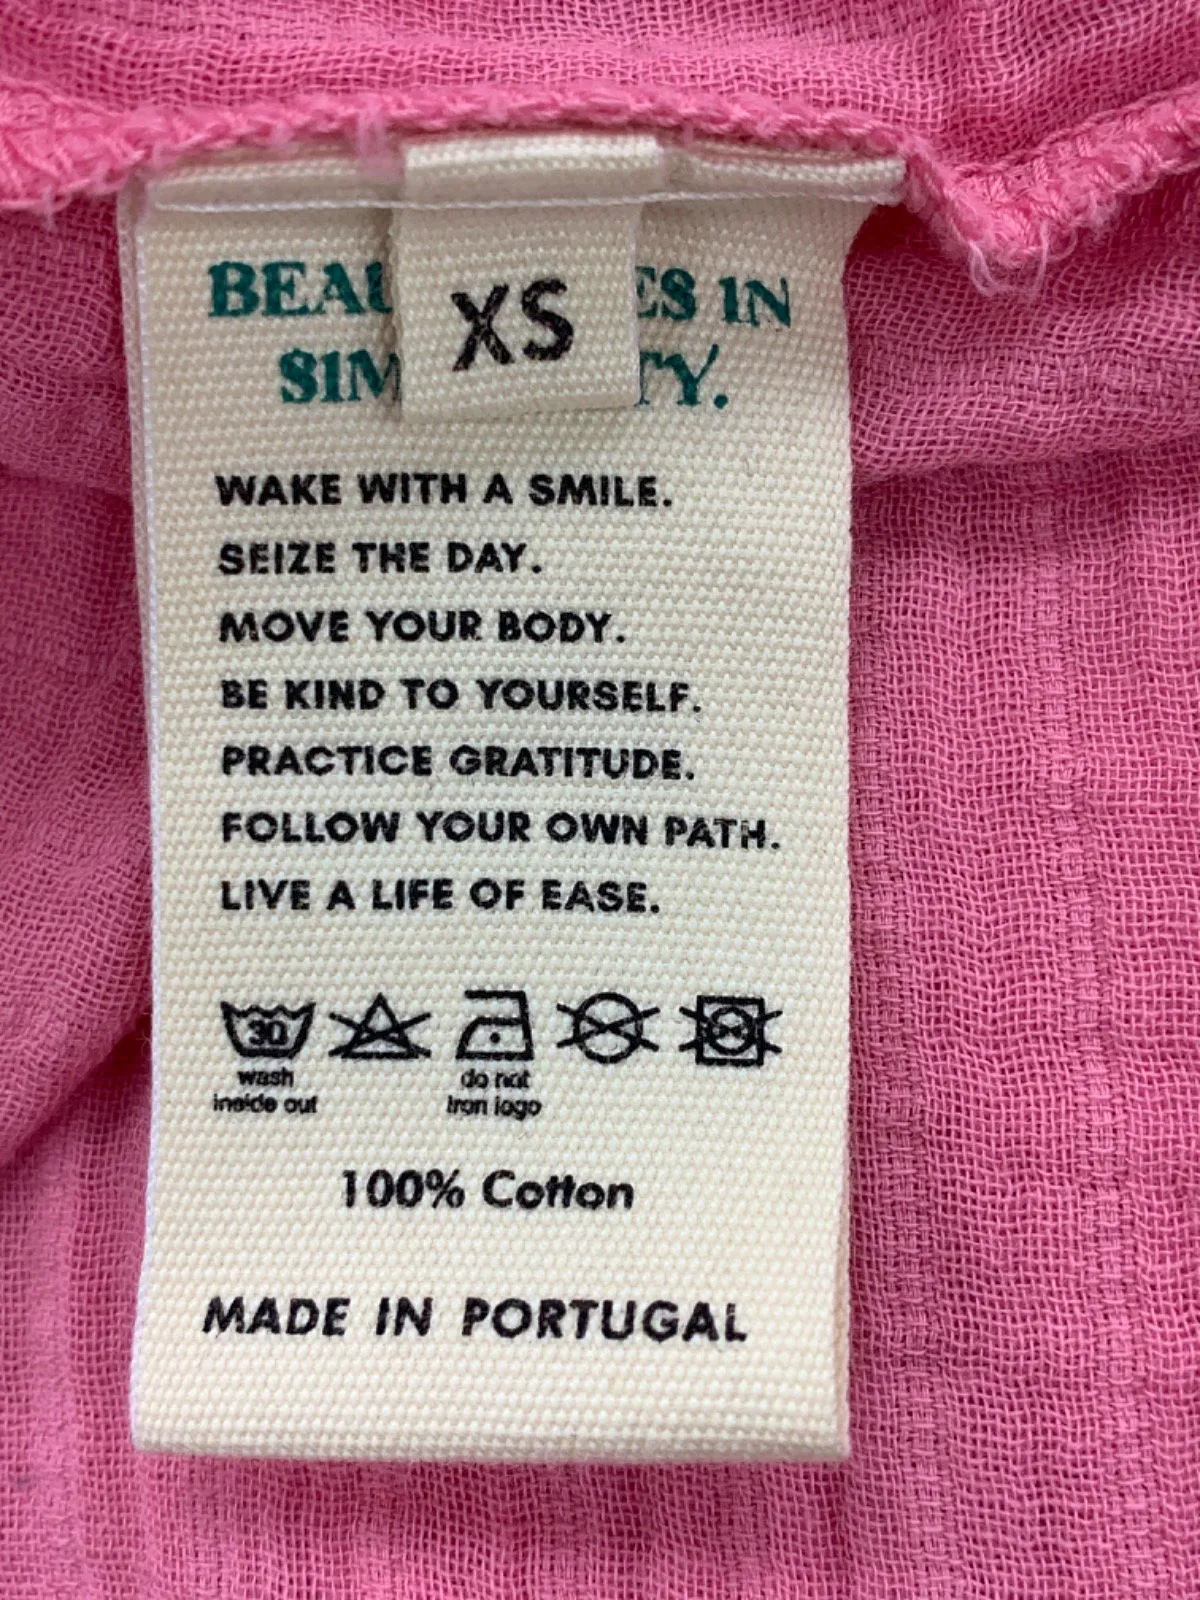 BEAU ES IN
XS
SIM TY.
WAKE WITH A SMILE.
SEIZE THE DAY.
MOVE YOUR BODY.
BE KIND TO YOURSELF.
PRACTICE GRATITUDE.
FOLLOW YOUR OWN PATH.
LIVE A LIFE OF EASE.
30
wash
inside out
do not
Iron logo
100% Cotton
MADE IN PORTUGAL